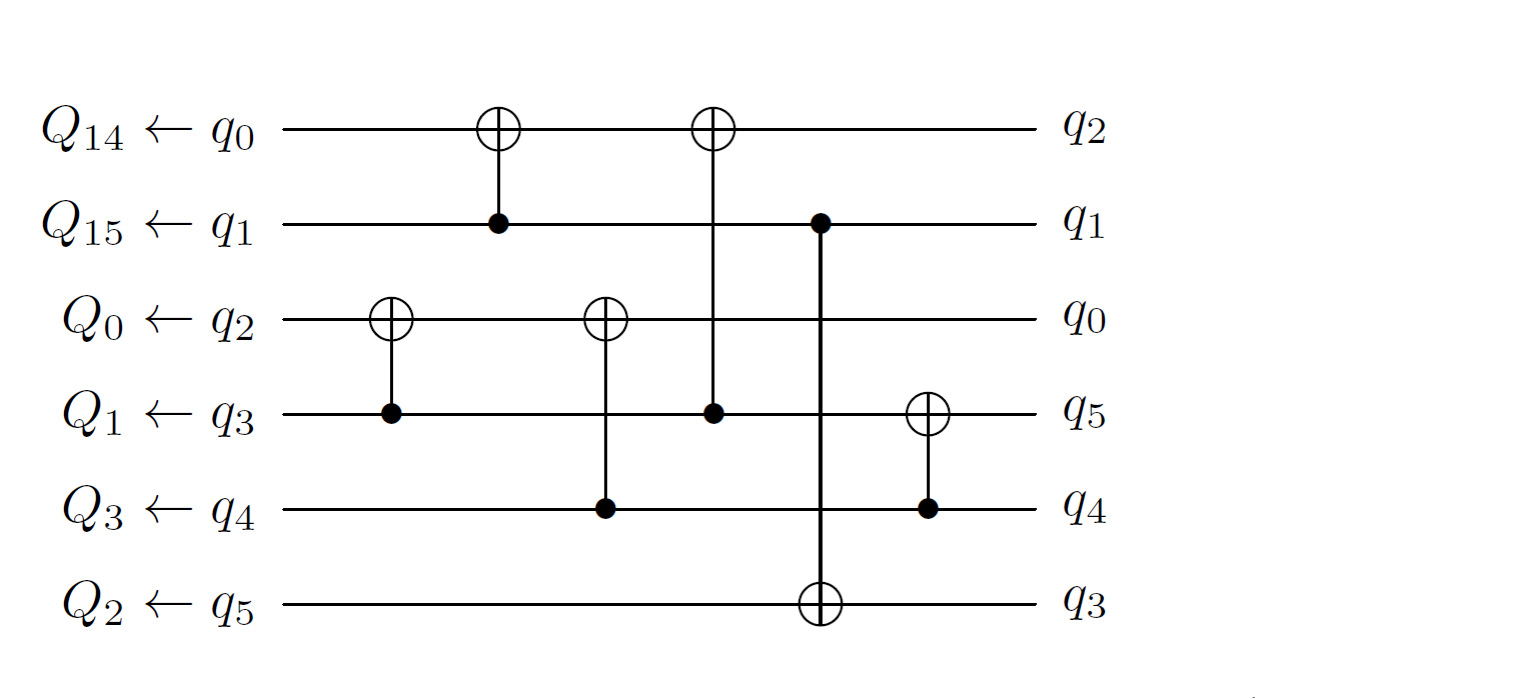 Q₁₄ ← q₀ q₂
Q₁₅ ← q₁ q₁
Q₀ ← q₂ q₀
Q₁ ← q₃ q₅
Q₃ ← q₄ q₄
Q₂ ← q₅ q₃